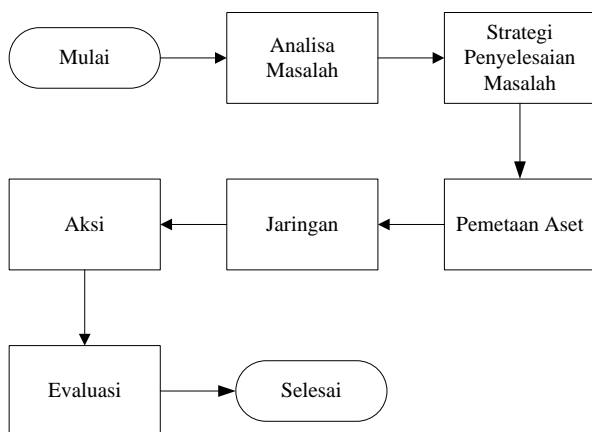 Mulai
Analisa
Masalah
Strategi
Penyelesaian
Masalah
Pemetaan Aset
Jaringan
Aksi
Evaluasi
Selesai